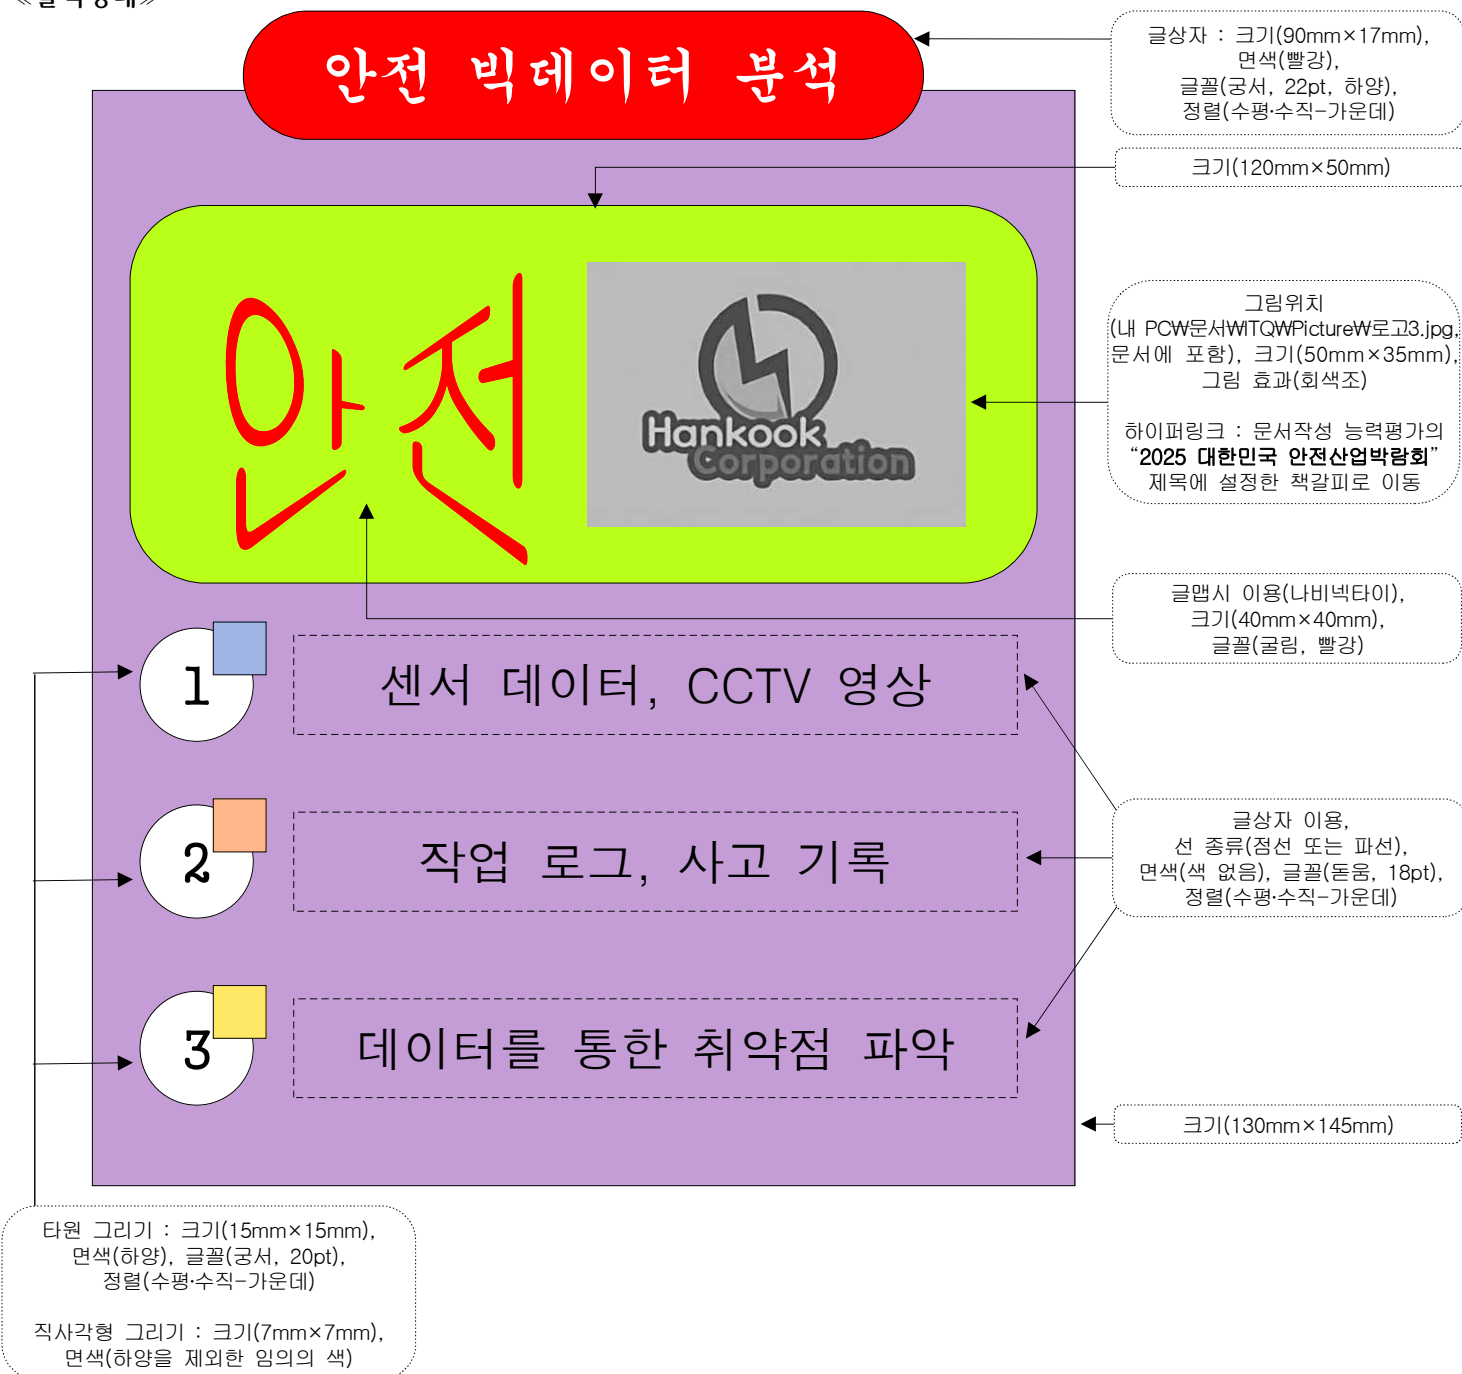 ≪출력형태≫
안전 빅데이터 분석
글상자 : 크기(90mm×17mm),
면색(빨강),
글꼴(궁서, 22pt, 하양),
정렬(수평·수직-가운데)
크기(120mm×50mm)
안전
Hankook
Corporation
그림위치
(내 PC₩문서₩ITQ₩Picture₩로고3.jpg,
문서에 포함), 크기(50mm×35mm),
그림 효과(회색조)
하이퍼링크 : 문서작성 능력평가의
“2025 대한민국 안전산업박람회”
제목에 설정한 책갈피로 이동
글맵시 이용(나비넥타이),
크기(40mm×40mm),
글꼴(굴림, 빨강)
1
센서 데이터, CCTV 영상
2
작업 로그, 사고 기록
글상자 이용,
선 종류(점선 또는 파선),
면색(색 없음), 글꼴(돋움, 18pt),
정렬(수평·수직-가운데)
3
데이터를 통한 취약점 파악
크기(130mm×145mm)
타원 그리기 : 크기(15mm×15mm),
면색(하양), 글꼴(궁서, 20pt),
정렬(수평·수직-가운데)
직사각형 그리기 : 크기(7mm×7mm),
면색(하양을 제외한 임의의 색)